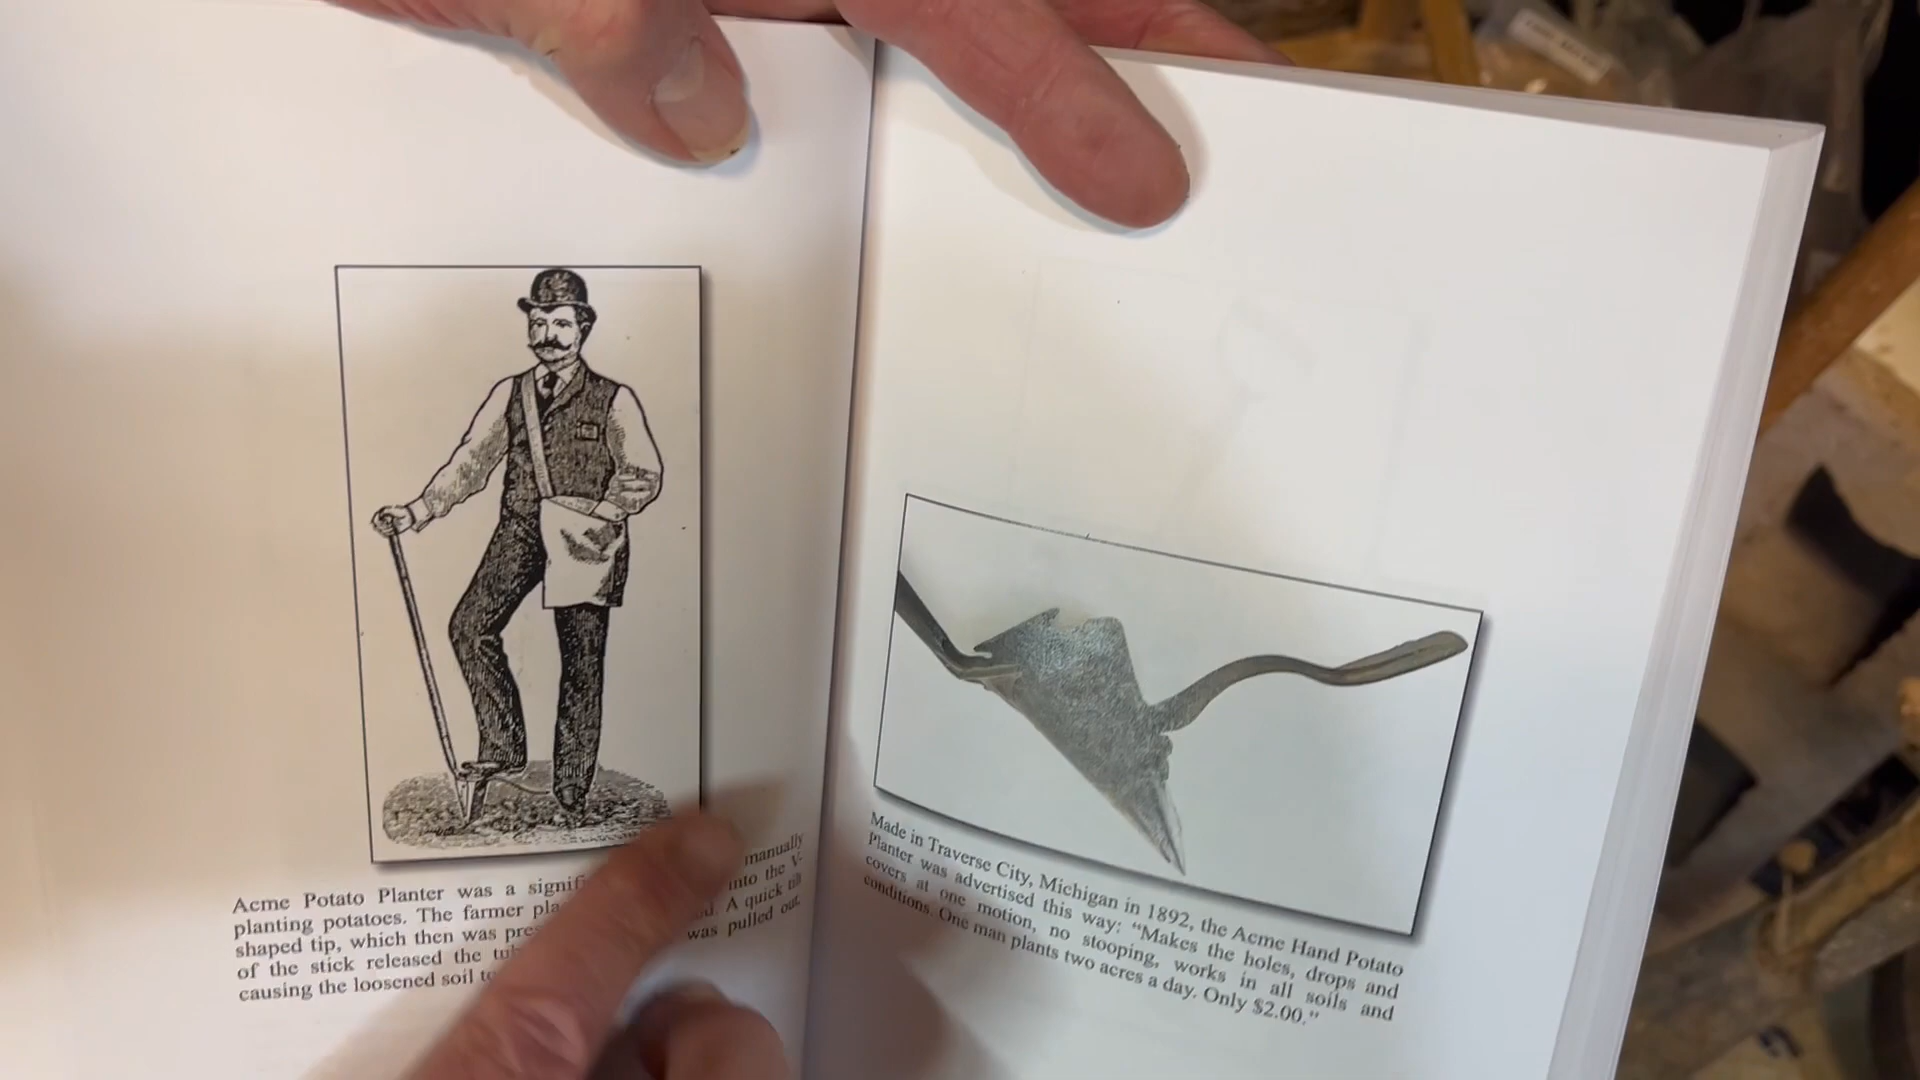 Acme Potato Planter was a signif manually
planting potatoes. The farmer pla into the V-
shaped tip, which then was pres A quick tilt
of the stick released the tub was pulled out,
causing the loosened soil to
Made in Traverse City, Michigan in 1892, the Acme Hand Potato
Planter was advertised this way: “Makes the holes, drops and
covers at one motion, no stooping, works in all soils and
conditions. One man plants two acres a day. Only $2.00.”